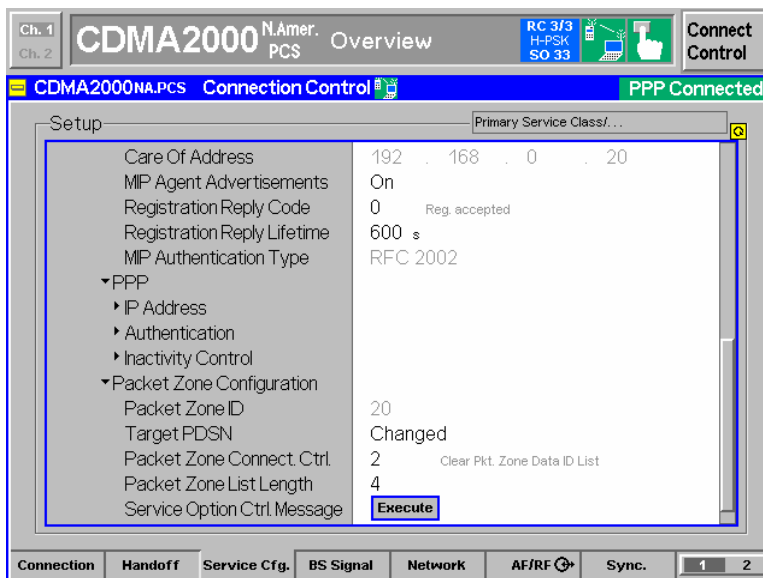 Ch. 1
Ch. 2
CDMA2000 N.Amer. PCS Overview
RC 3/3
H-PSK
SO 33
Connect
Control
CDMA2000NA.PCS Connection Control
PPP Connected
Setup
Primary Service Class/...
Care Of Address 192 . 168 . 0 . 20
MIP Agent Advertisements On
Registration Reply Code 0 Reg. accepted
Registration Reply Lifetime 600 s
MIP Authentication Type RFC 2002
PPP
IP Address
Authentication
Inactivity Control
Packet Zone Configuration
Packet Zone ID 20
Target PDSN Changed
Packet Zone Connect. Ctrl. 2 Clear Pkt. Zone Data ID List
Packet Zone List Length 4
Service Option Ctrl. Message Execute
Connection Handoff Service Cfg. BS Signal Network AF/RF Sync. 1 2